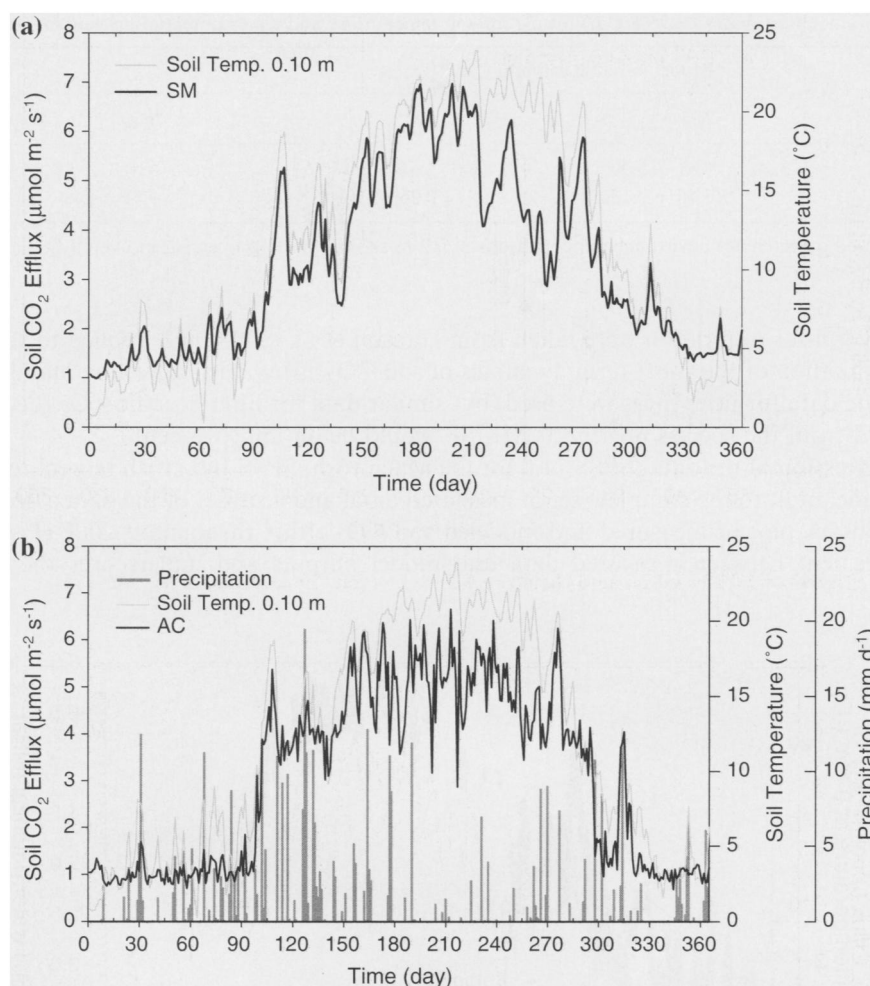 (a)
8
7
6
5
4
3
2
1
0
Soil CO₂ Efflux (μmol m⁻² s⁻¹)
Soil Temp. 0.10 m
SM
25
20
15
10
5
0
Soil Temperature (˚C)
0 30 60 90 120 150 180 210 240 270 300 330 360
Time (day)
(b)
8
7
6
5
4
3
2
1
0
Soil CO₂ Efflux (μmol m⁻² s⁻¹)
Precipitation
Soil Temp. 0.10 m
AC
25
20
15
10
5
0
Soil Temperature (˚C)
25
20
15
10
5
0
Precipitation (mm d⁻¹)
0 30 60 90 120 150 180 210 240 270 300 330 360
Time (day)